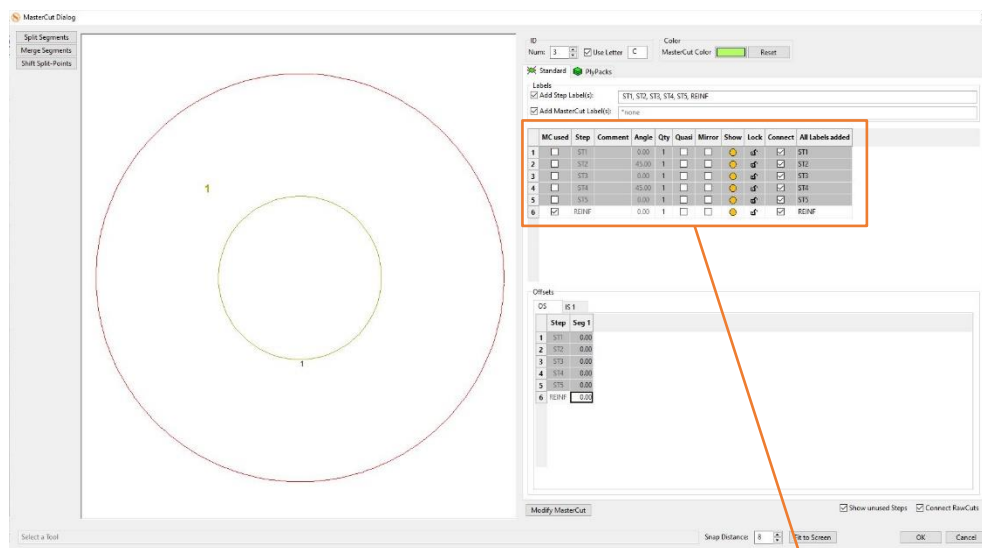 MasterCut Dialog
Split Segments
Merge Segments
Shift Split-Points
1
1
ID
Num: 3 Use Letter C
Color
MasterCut Color Reset
Standard PlyPacks
Labels
Add Step Label(s): ST1, ST2, ST3, ST4, ST5, REINF
Add MasterCut Label(s): *none
MC used Step Comment Angle Qty Quasi Mirror Show Lock Connect All Labels added
1 ST1 0.00 1 ST1
2 ST2 45.00 1 ST2
3 ST3 0.00 1 ST3
4 ST4 45.00 1 ST4
5 ST5 0.00 1 ST5
6 REINF 0.00 1 REINF
Offsets
OS IS 1
Step Seg 1
1 ST1 0.00
2 ST2 0.00
3 ST3 0.00
4 ST4 0.00
5 ST5 0.00
6 REINF 0.00
Modify MasterCut Show unused Steps Connect RawCuts
Select a Tool Snap Distance: 8 Fit to Screen OK Cancel